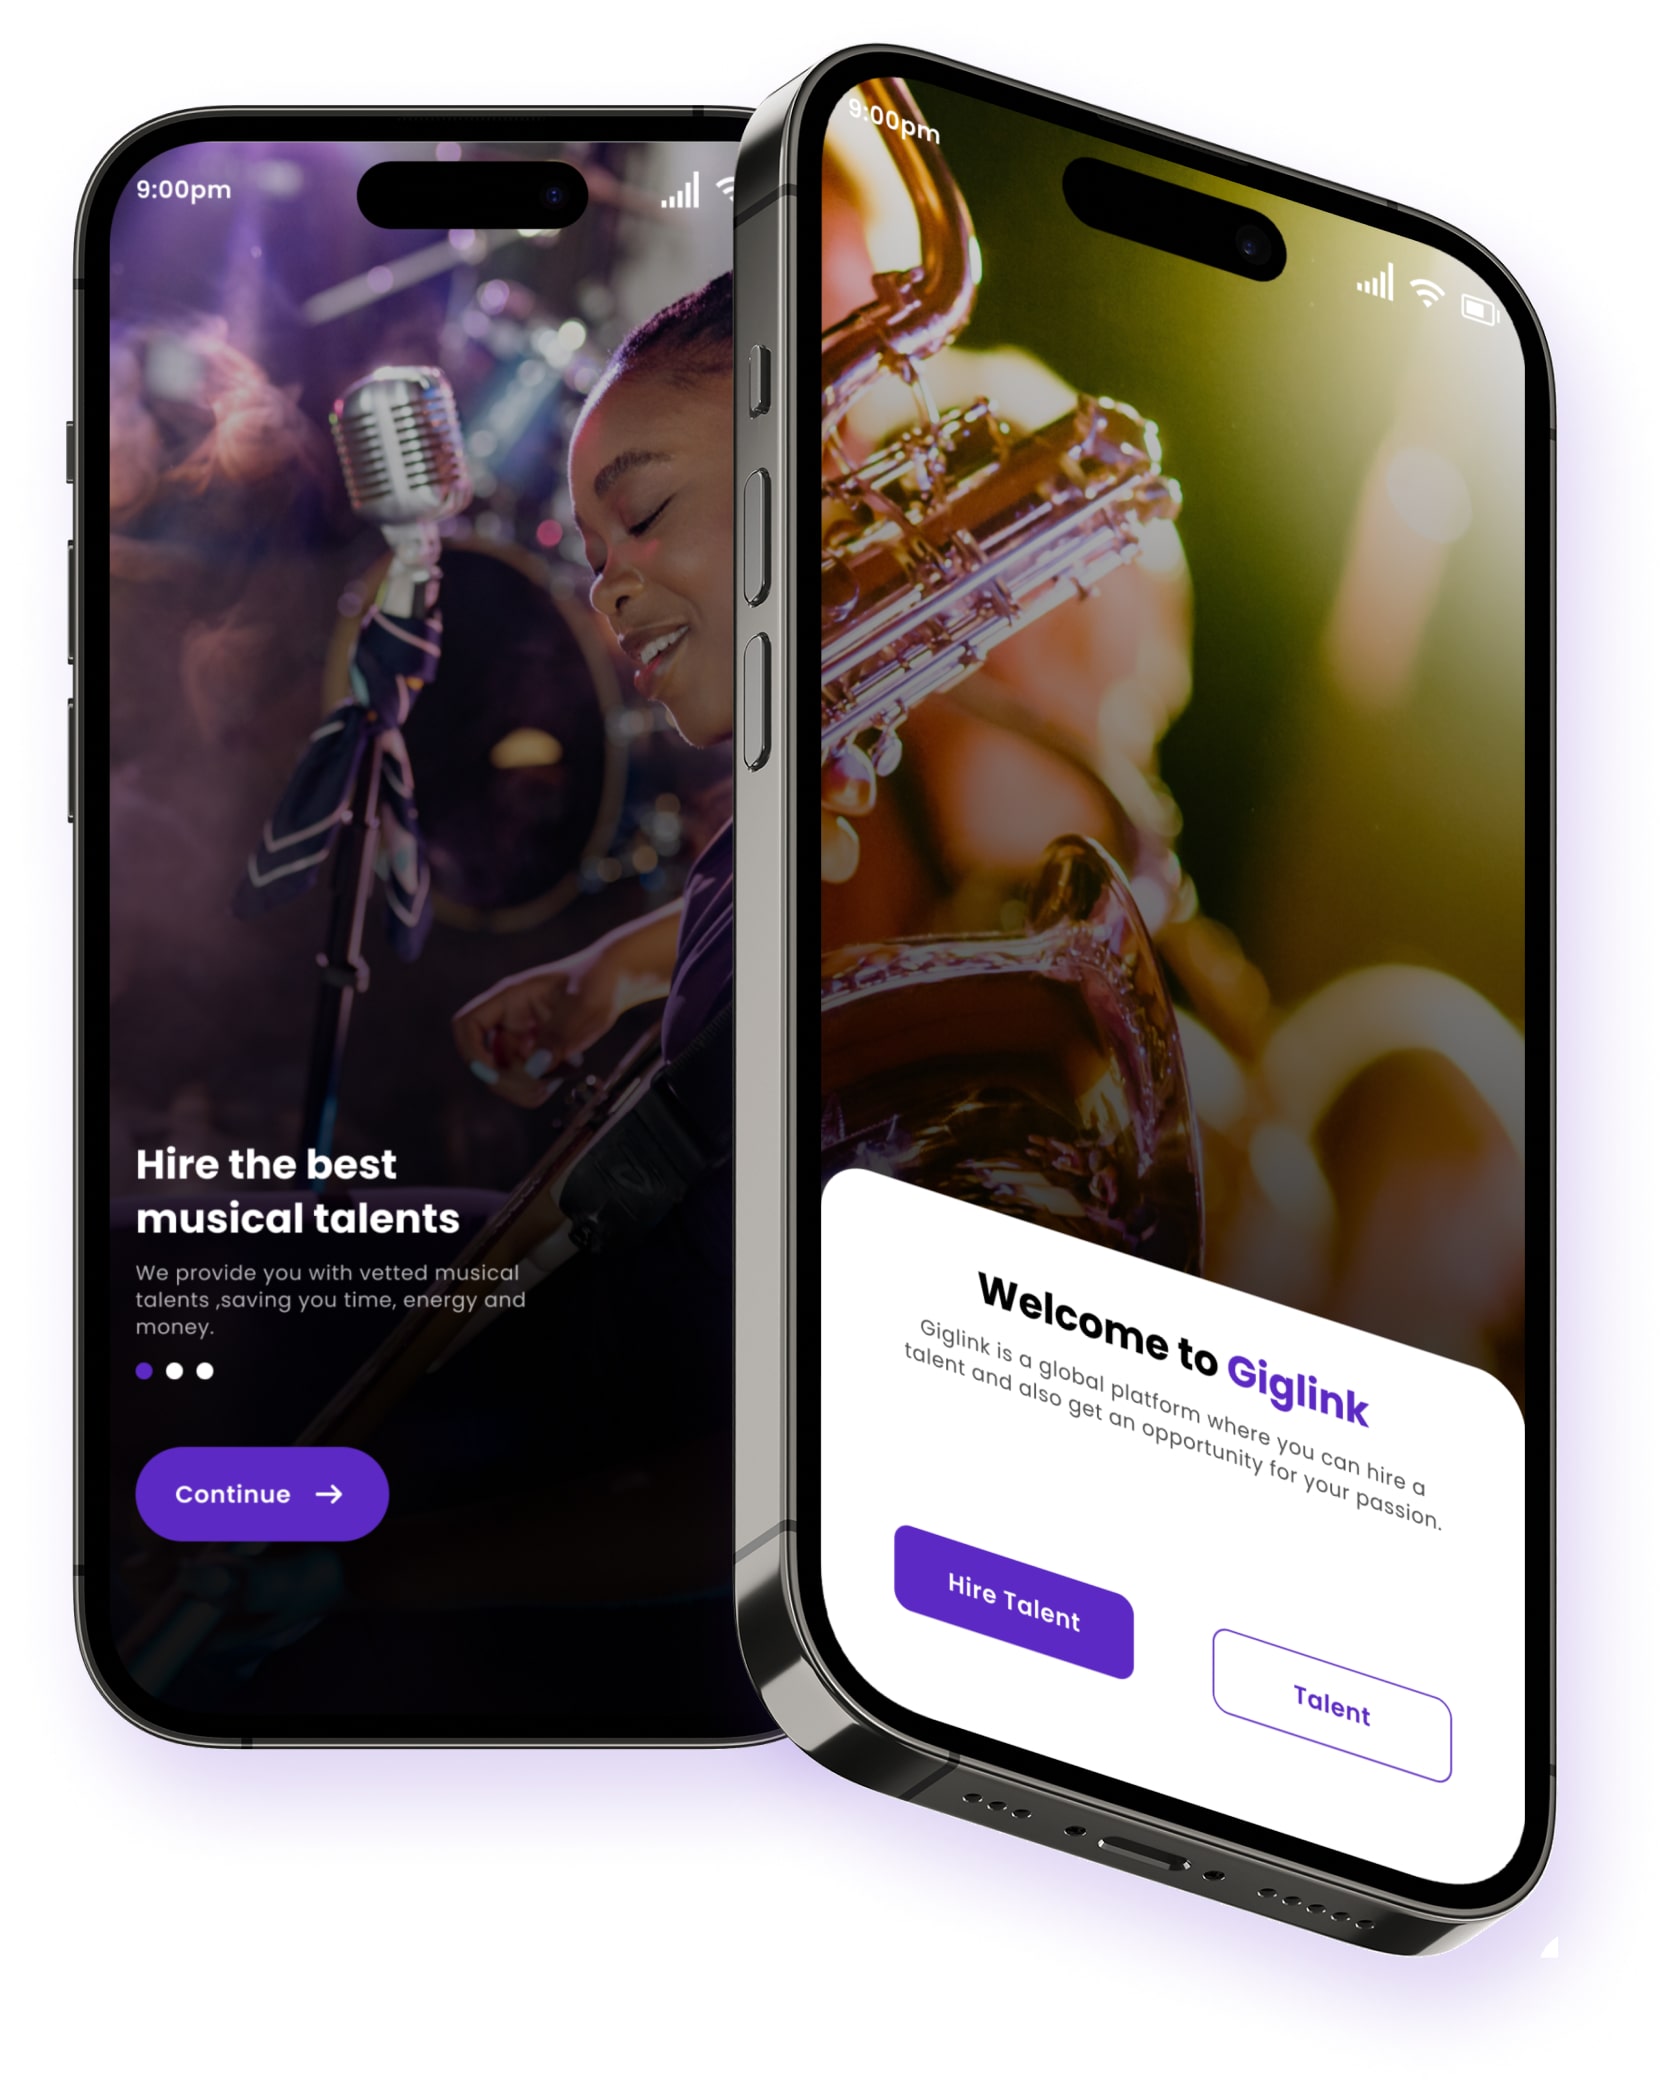 9:00pm
Hire the best
musical talents
We provide you with vetted musical
talents ,saving you time, energy and
money.
Continue
9:00pm
Welcome to Giglink
Giglink is a global platform where you can hire a
talent and also get an opportunity for your passion.
Hire Talent
Talent